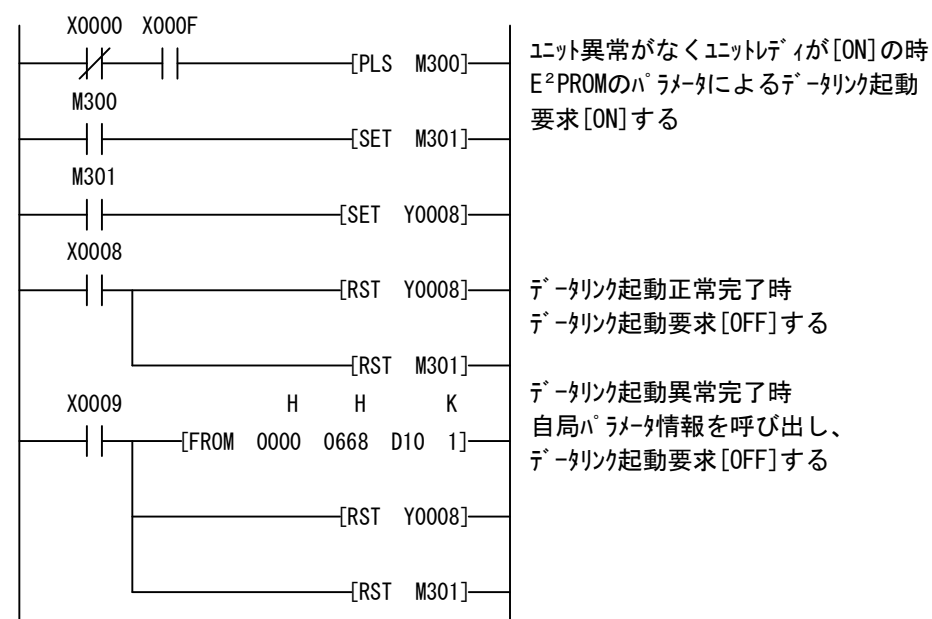 X0000 X000F
[PLS M300]
ﾕﾆｯﾄ異常がなくﾕﾆｯﾄﾚﾃﾞｨが[ON]の時
E²PROMのﾊﾟﾗﾒｰﾀによるﾃﾞｰﾀﾘﾝｸ起動
要求[ON]する
M300
[SET M301]
M301
[SET Y0008]
X0008
[RST Y0008]
ﾃﾞｰﾀﾘﾝｸ起動正常完了時
ﾃﾞｰﾀﾘﾝｸ起動要求[OFF]する
[RST M301]
X0009 H H K
[FROM 0000 0668 D10 1]
ﾃﾞｰﾀﾘﾝｸ起動異常完了時
自局ﾊﾟﾗﾒｰﾀ情報を呼び出し、
ﾃﾞｰﾀﾘﾝｸ起動要求[OFF]する
[RST Y0008]
[RST M301]